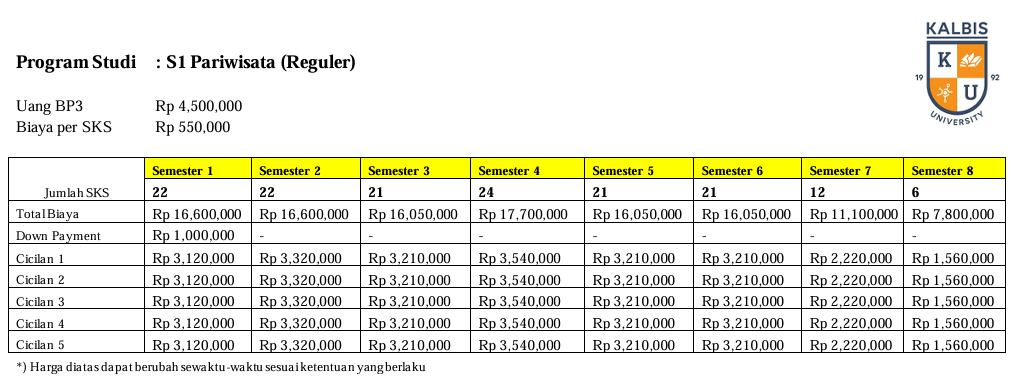 KALBIS
K
19 92
U
UNIVERSITY
Program Studi : S1 Pariwisata (Reguler)
Uang BP3 Rp 4,500,000
Biaya per SKS Rp 550,000
Semester 1 Semester 2 Semester 3 Semester 4 Semester 5 Semester 6 Semester 7 Semester 8
Jumlah SKS 22 22 21 24 21 21 12 6
Total Biaya Rp 16,600,000 Rp 16,600,000 Rp 16,050,000 Rp 17,700,000 Rp 16,050,000 Rp 16,050,000 Rp 11,100,000 Rp 7,800,000
Down Payment Rp 1,000,000 - - - - - - -
Cicilan 1 Rp 3,120,000 Rp 3,320,000 Rp 3,210,000 Rp 3,540,000 Rp 3,210,000 Rp 3,210,000 Rp 2,220,000 Rp 1,560,000
Cicilan 2 Rp 3,120,000 Rp 3,320,000 Rp 3,210,000 Rp 3,540,000 Rp 3,210,000 Rp 3,210,000 Rp 2,220,000 Rp 1,560,000
Cicilan 3 Rp 3,120,000 Rp 3,320,000 Rp 3,210,000 Rp 3,540,000 Rp 3,210,000 Rp 3,210,000 Rp 2,220,000 Rp 1,560,000
Cicilan 4 Rp 3,120,000 Rp 3,320,000 Rp 3,210,000 Rp 3,540,000 Rp 3,210,000 Rp 3,210,000 Rp 2,220,000 Rp 1,560,000
Cicilan 5 Rp 3,120,000 Rp 3,320,000 Rp 3,210,000 Rp 3,540,000 Rp 3,210,000 Rp 3,210,000 Rp 2,220,000 Rp 1,560,000
*) Harga diatas dapat berubah sewaktu-waktu sesuai ketentuan yang berlaku